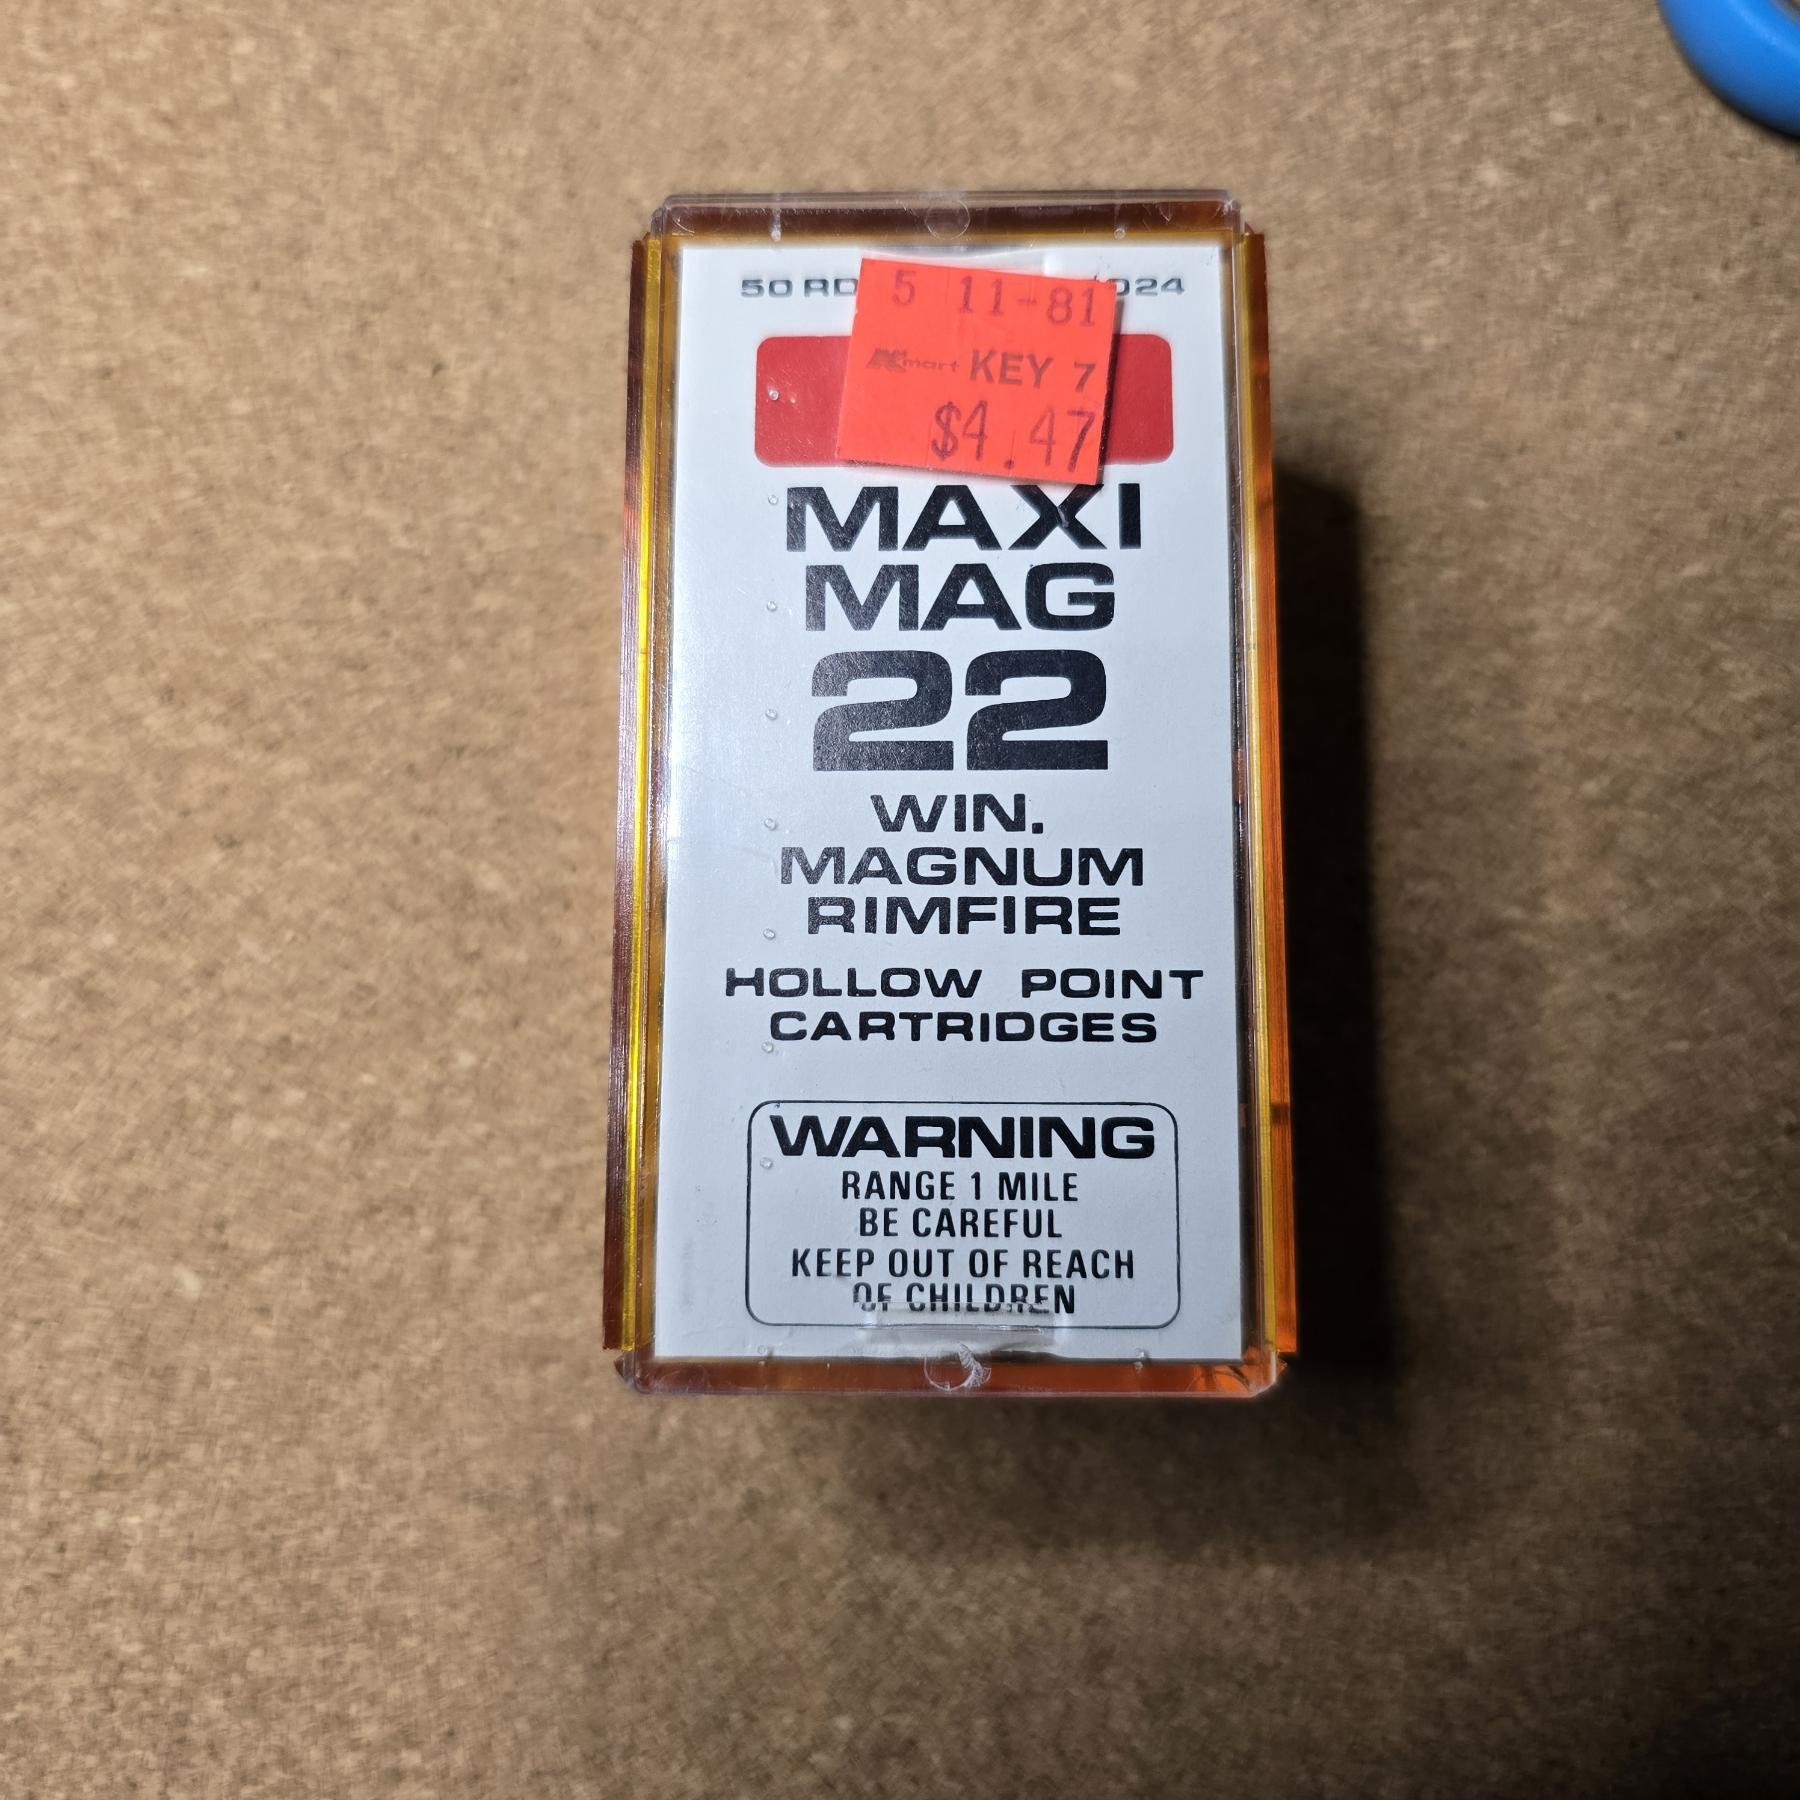 50 RD
024
5 11-81
Kmart KEY 7
$4.47
MAXI
MAG
22
WIN.
MAGNUM
RIMFIRE
HOLLOW POINT
CARTRIDGES
WARNING
RANGE 1 MILE
BE CAREFUL
KEEP OUT OF REACH
OF CHILDREN